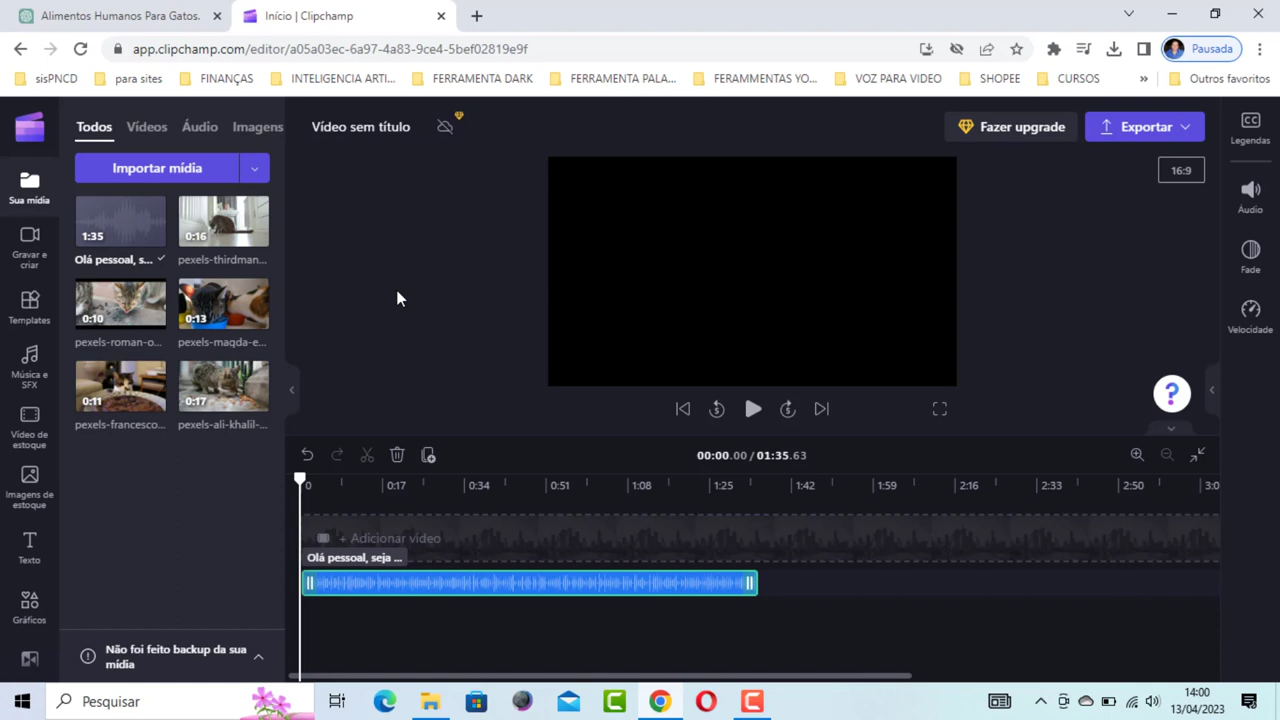 Alimentos Humanos Para Gatos.
Início | Clipchamp
app.clipchamp.com/editor/a05a03ec-6a97-4a83-9ce4-5bef02819e9f
Pausada
sisPNCD
para sites
FINANÇAS
INTELIGENCIA ARTI...
FERRAMENTA DARK
FERRAMENTA PALA...
FERAMMENTAS YO...
VOZ PARA VIDEO
SHOPEE
CURSOS
»
Outros favoritos
Todos
Vídeos
Áudio
Imagens
Vídeo sem título
Fazer upgrade
Exportar
CC
Legendas
Importar mídia
16:9
Sua mídia
1:35
0:16
Olá pessoal, s...
pexels-thirdman...
Áudio
Gravar e
criar
0:10
0:13
Fade
Templates
pexels-roman-o...
pexels-magda-e...
Velocidade
Música e
SFX
0:11
0:17
pexels-francesco...
pexels-ali-khalil-...
5
5
?
Vídeo de
estoque
00:00.00 / 01:35.63
Imagens de
estoque
0
0:17
0:34
0:51
1:08
1:25
1:42
1:59
2:16
2:33
2:50
3:0
+ Adicionar vídeo
Texto
Olá pessoal, seja ...
Gráficos
Não foi feito backup da sua
mídia
Pesquisar
14:00
13/04/2023